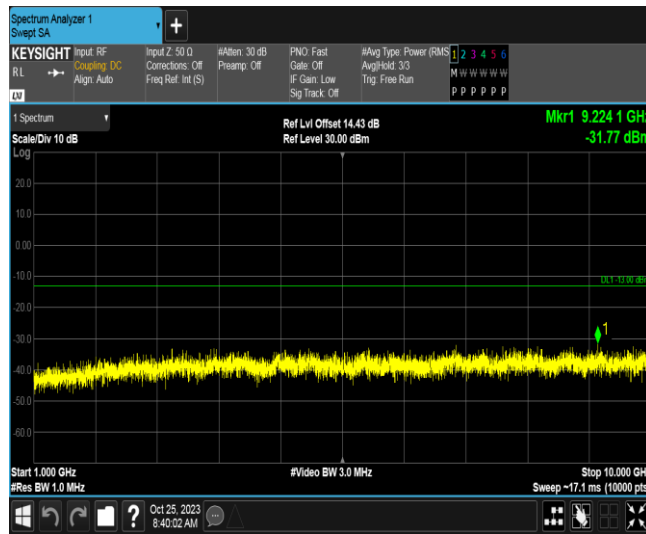 Spectrum Analyzer 1
Swept SA
KEYSIGHT
RL
LXI
Input: RF
Coupling: DC
Align: Auto
Input Z: 50 Ω
Corrections: Off
Freq Ref: Int (S)
#Atten: 30 dB
Preamp: Off
PNO: Fast
Gate: Off
IF Gain: Low
Sig Track: Off
#Avg Type: Power (RMS
Avg|Hold: 3/3
Trig: Free Run
1 2 3 4 5 6
M W W W W W
P P P P P P
1 Spectrum
Scale/Div 10 dB
Ref Lvl Offset 14.43 dB
Ref Level 30.00 dBm
Mkr1 9.224 1 GHz
-31.77 dBm
Log
20.0
10.0
0.00
-10.0
DL1 -13.00 dBm
-20.0
-30.0
1
-40.0
-50.0
-60.0
Start 1.000 GHz
#Res BW 1.0 MHz
#Video BW 3.0 MHz
Stop 10.000 GHz
Sweep ~17.1 ms (10000 pts)
?
Oct 25, 2023
8:40:02 AM